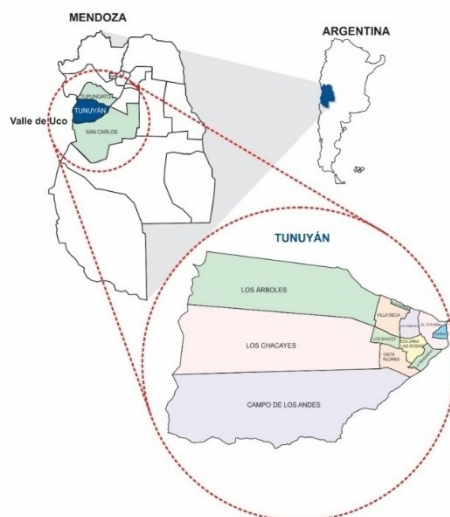 MENDOZA
ARGENTINA
TUPUNGATO
TUNUYÁN
Valle de Uco
SAN CARLOS
TUNUYÁN
LOS ÁRBOLES
VILLA SECA
EL TOTORAL
LOS SAUCES
COLONIA
LAS ROSAS
LOS CHACAYES
VISTA
FLORES
CAMPO DE LOS ANDES